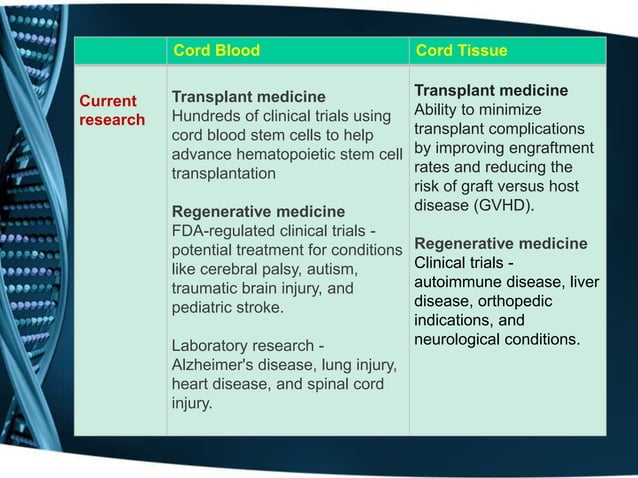 Cord Blood
Cord Tissue
Current
research
Transplant medicine
Hundreds of clinical trials using
cord blood stem cells to help
advance hematopoietic stem cell
transplantation
Regenerative medicine
FDA-regulated clinical trials -
potential treatment for conditions
like cerebral palsy, autism,
traumatic brain injury, and
pediatric stroke.
Laboratory research -
Alzheimer's disease, lung injury,
heart disease, and spinal cord
injury.
Transplant medicine
Ability to minimize
transplant complications
by improving engraftment
rates and reducing the
risk of graft versus host
disease (GVHD).
Regenerative medicine
Clinical trials -
autoimmune disease, liver
disease, orthopedic
indications, and
neurological conditions.